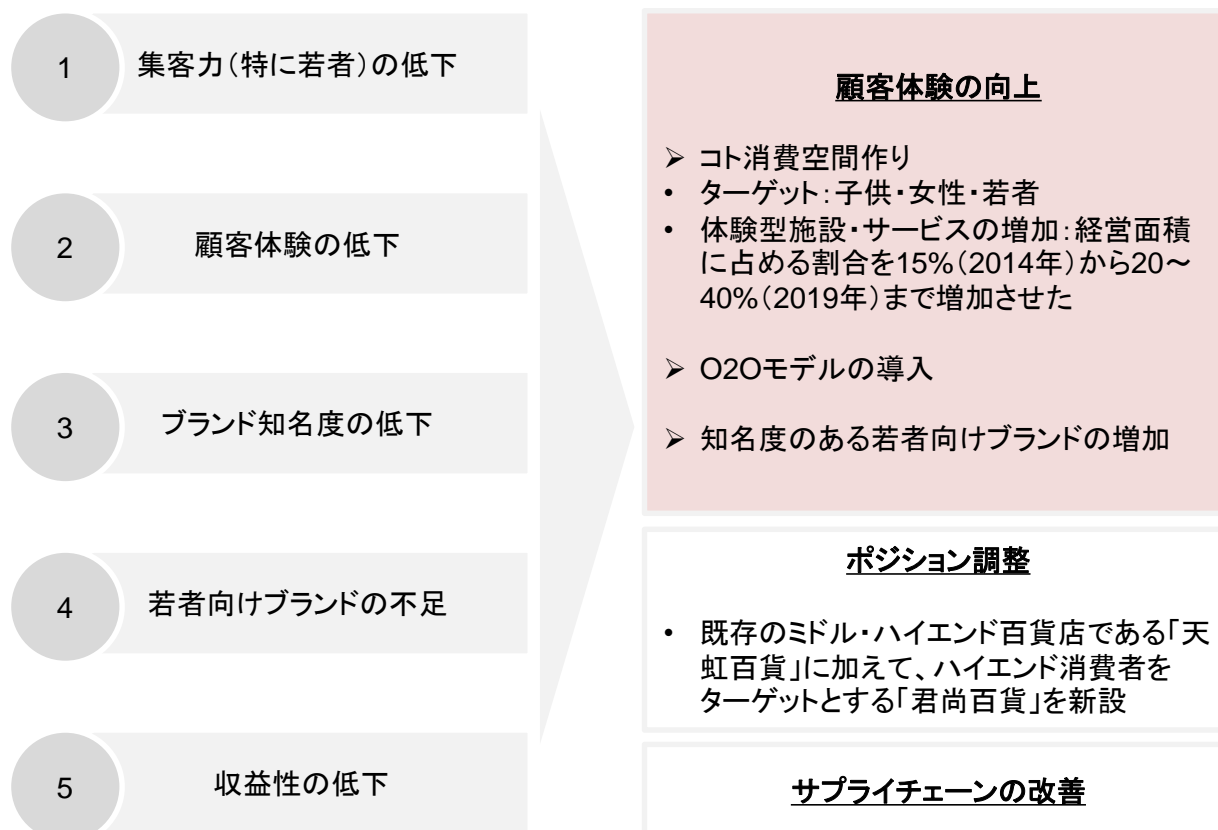 1
集客力(特に若者)の低下
2
顧客体験の低下
3
ブランド知名度の低下
4
若者向けブランドの不足
5
収益性の低下
顧客体験の向上
➢ コト消費空間作り
• ターゲット:子供・女性・若者
• 体験型施設・サービスの増加:経営面積
に占める割合を15%(2014年)から20~
40%(2019年)まで増加させた
➢ O2Oモデルの導入
➢ 知名度のある若者向けブランドの増加
ポジション調整
• 既存のミドル・ハイエンド百貨店である「天
虹百貨」に加えて、ハイエンド消費者を
ターゲットとする「君尚百貨」を新設
サプライチェーンの改善